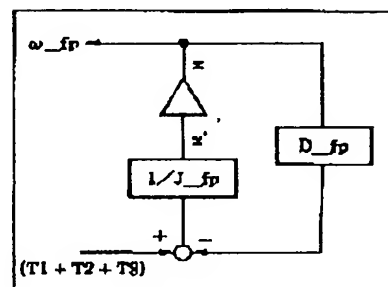 ω_fp
x
x'
1/J_fp
D_fp
+
−
(T1 + T2 + T3)